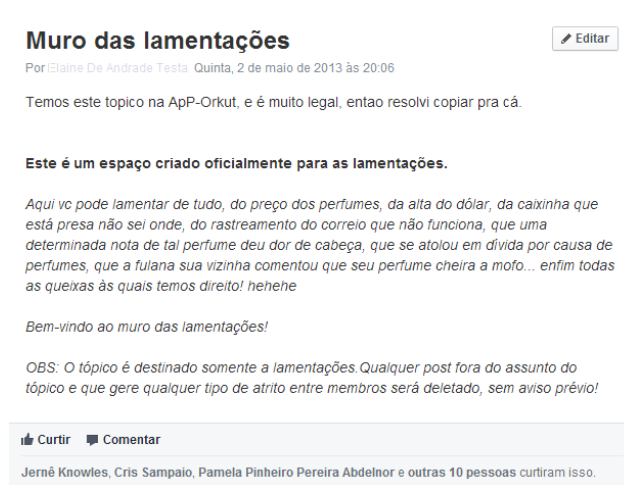 Muro das lamentações
Editar
Por Elaine De Andrade Testa Quinta, 2 de maio de 2013 às 20:06
Temos este topico na ApP-Orkut, e é muito legal, entao resolvi copiar pra cá.
Este é um espaço criado oficialmente para as lamentações.
Aqui vc pode lamentar de tudo, do preço dos perfumes, da alta do dólar, da caixinha que
está presa não sei onde, do rastreamento do correio que não funciona, que uma
determinada nota de tal perfume deu dor de cabeça, que se atolou em dívida por causa de
perfumes, que a fulana sua vizinha comentou que seu perfume cheira a mofo... enfim todas
as queixas às quais temos direito! hehehe
Bem-vindo ao muro das lamentações!
OBS: O tópico é destinado somente a lamentações.Qualquer post fora do assunto do
tópico e que gere qualquer tipo de atrito entre membros será deletado, sem aviso prévio!
Curtir Comentar
Jernê Knowles, Cris Sampaio, Pamela Pinheiro Pereira Abdelnor e outras 10 pessoas curtiram isso.